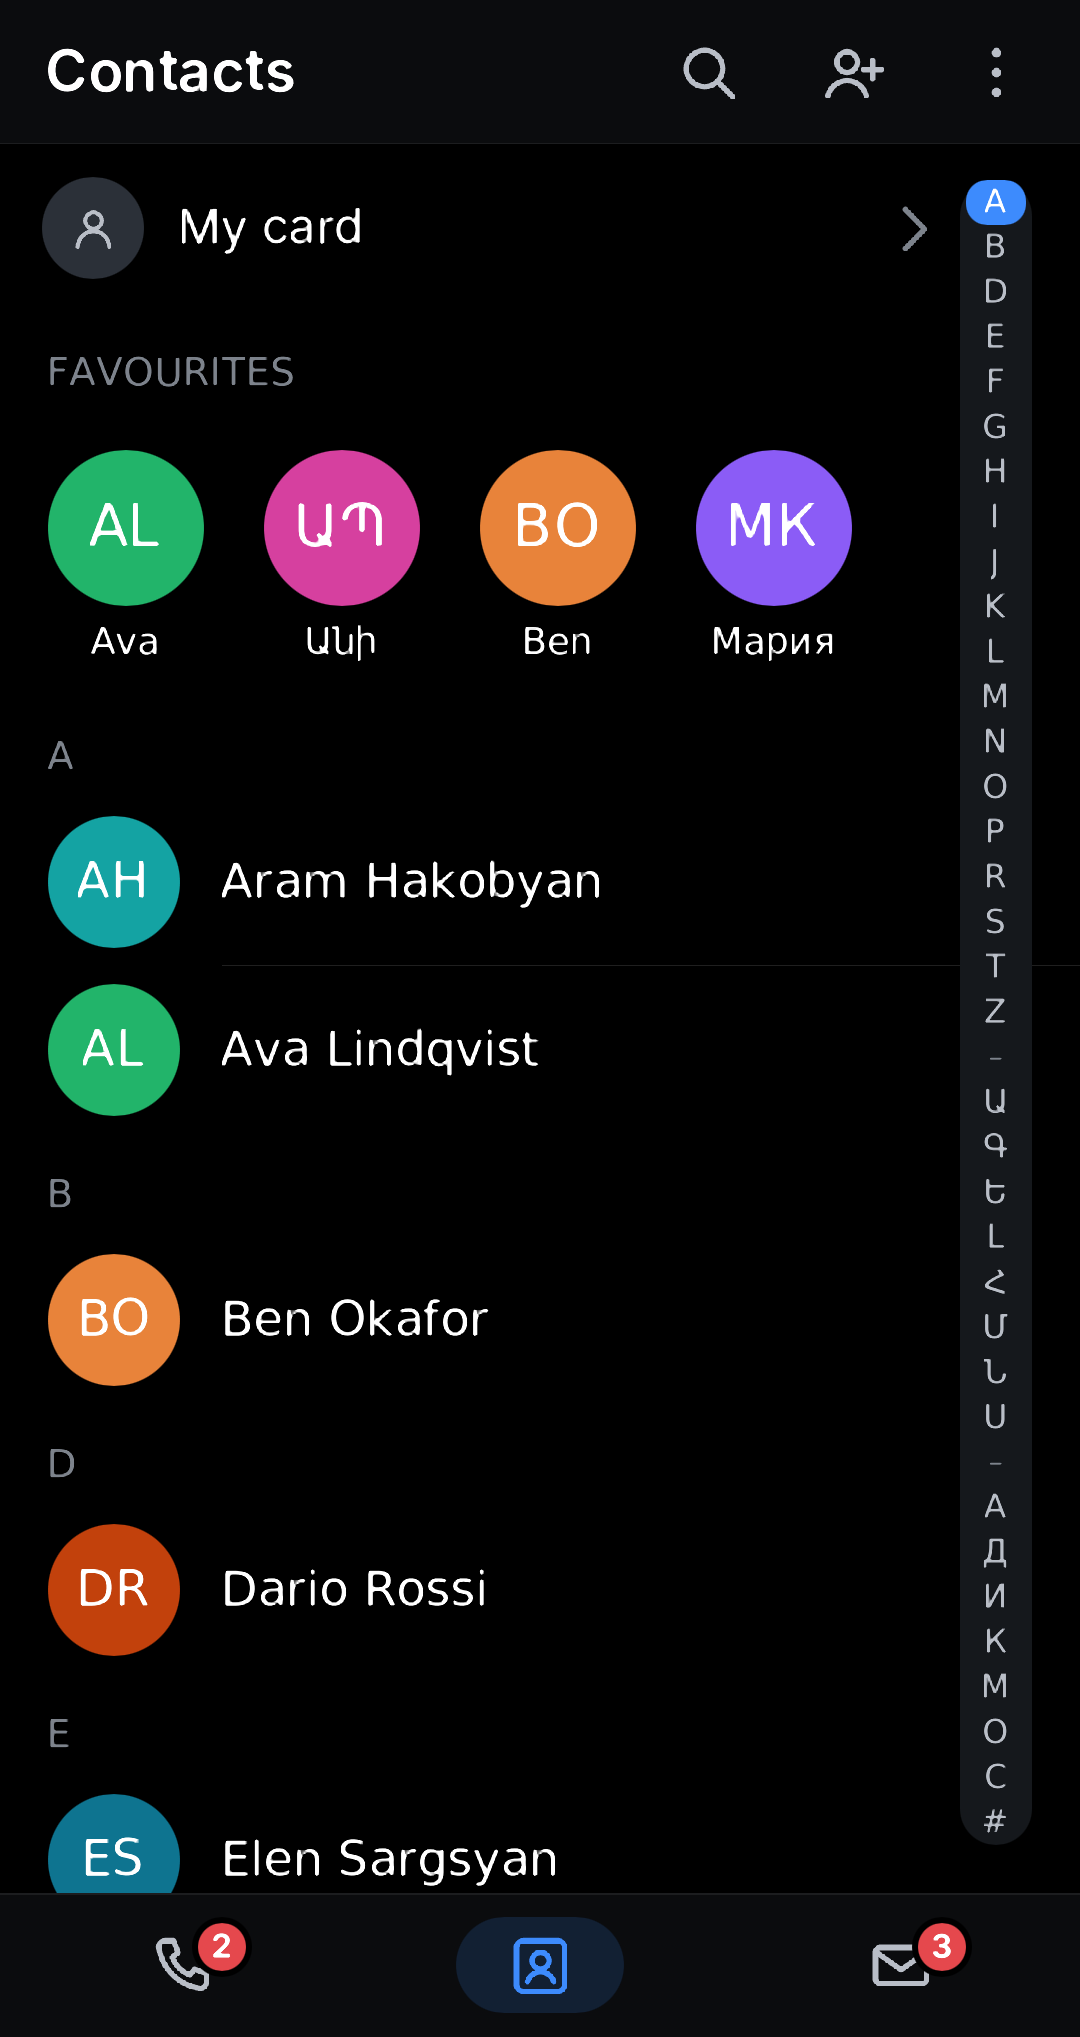 Contacts
My card
FAVOURITES
AL
ԱՊ
BO
МК
Ava
Անի
Ben
Мария
A
AH
Aram Hakobyan
AL
Ava Lindqvist
B
BO
Ben Okafor
D
DR
Dario Rossi
E
ES
Elen Sargsyan
A
B
D
E
F
G
H
I
J
K
L
M
N
O
P
R
S
T
Z
–
Ա
Գ
Ե
Լ
Հ
Մ
Ն
Ս
–
А
Д
И
К
М
О
С
#
2
3